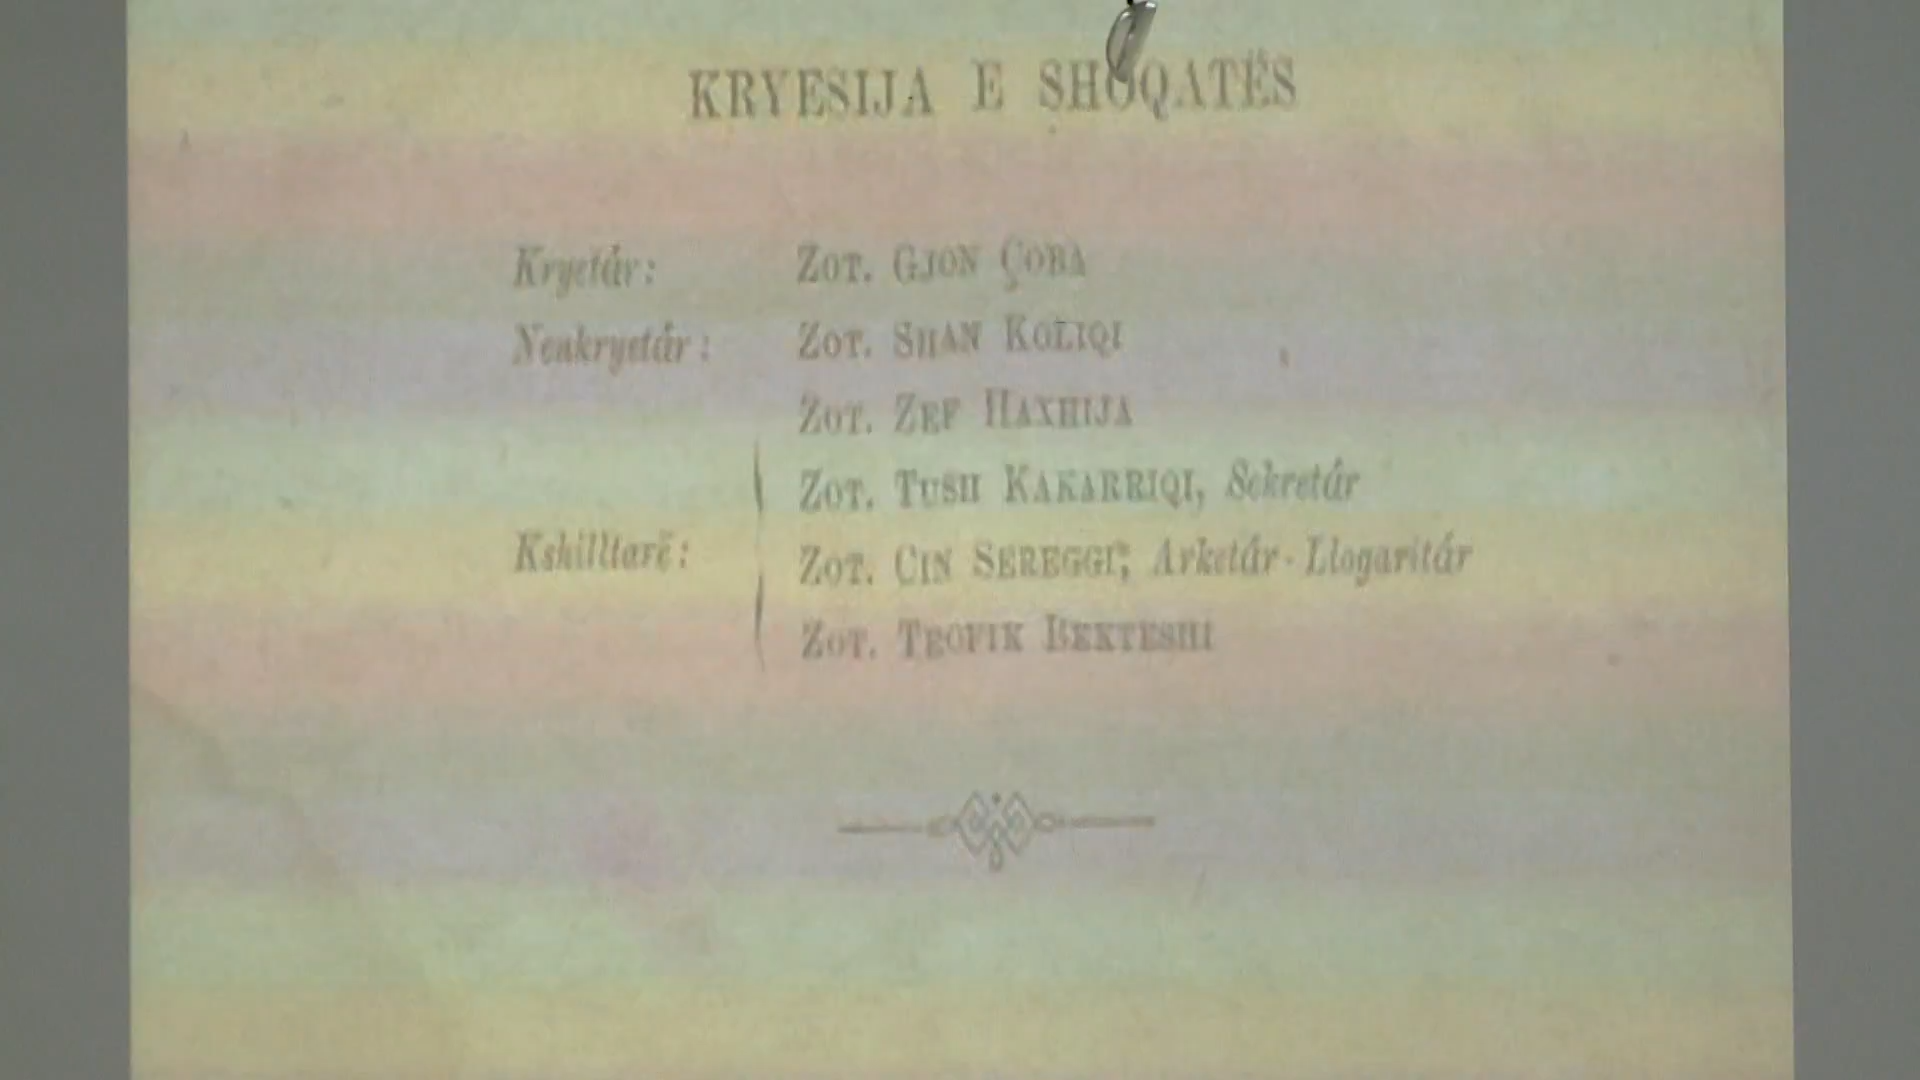 KRYESIJA E SHOQATËS
Kryetár: Zot. Gjon Çoba
Nenkryetár: Zot. Shan Koliqi
Zot. Zef Haxhija
Zot. Tush Kakarriqi, Sekretár
Kshilltarë: Zot. Cin Sereggi, Arketár-Llogaritár
Zot. Teofik Bekteshi